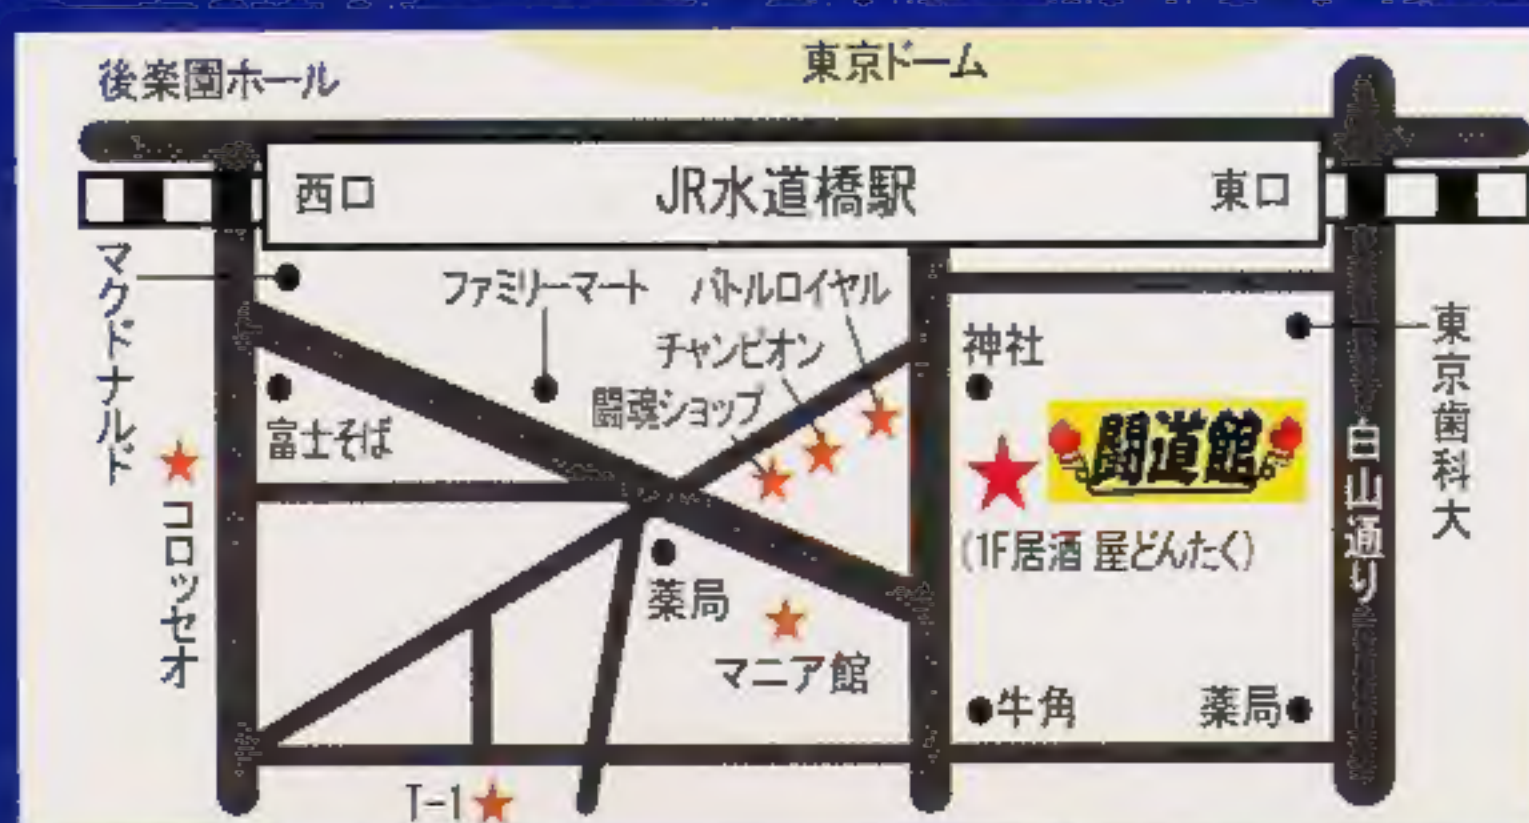 後楽園ホール
東京ドーム
西口
JR水道橋駅
東口
マクドナルド
ファミリーマート
バトルロイヤル
チャンピオン
闘魂ショップ
神社
東京歯科大
富士そば
闘道館
(1F居酒屋どんたく)
白山通り
コロッセオ
薬局
マニア館
牛角
薬局
T-1